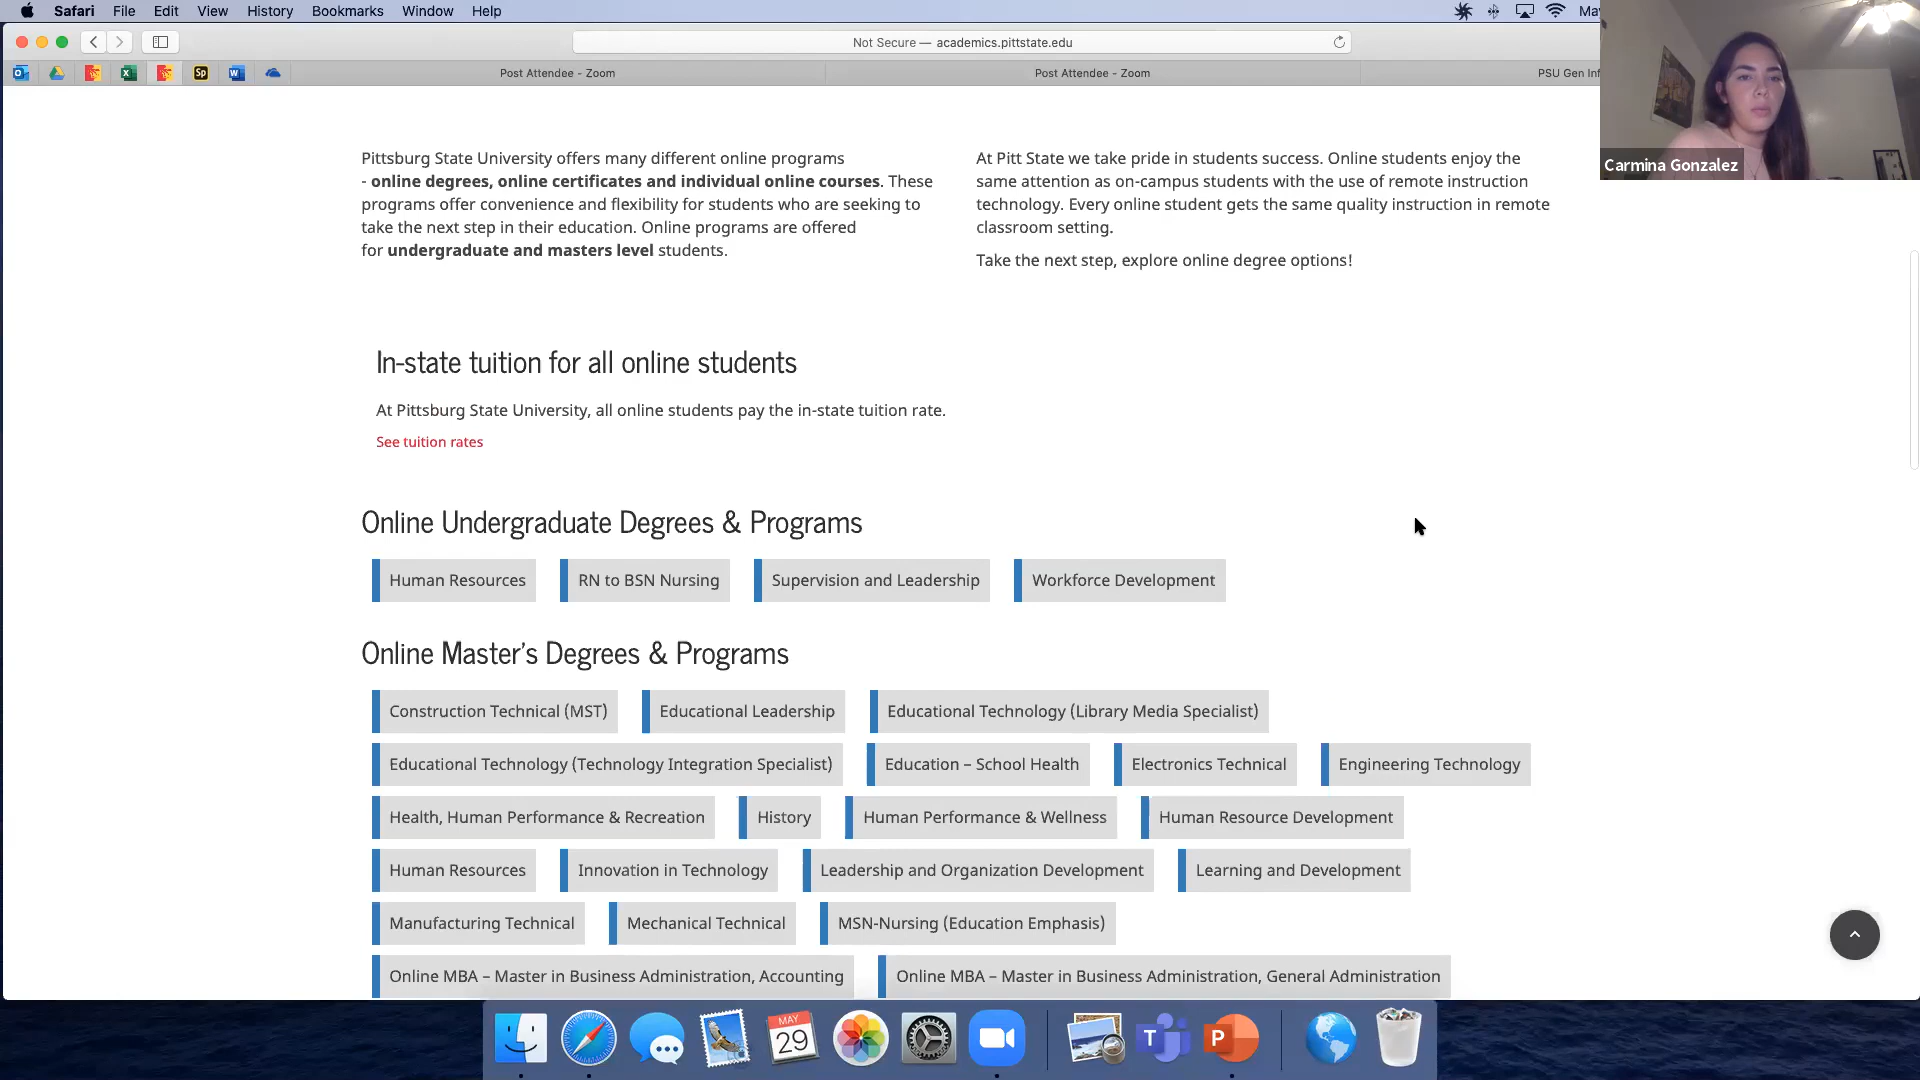 Safari File Edit View History Bookmarks Window Help
Not Secure — academics.pittstate.edu
Post Attendee - Zoom
Post Attendee - Zoom
PSU Gen
Carmina Gonzalez
Pittsburg State University offers many different online programs
- online degrees, online certificates and individual online courses. These
programs offer convenience and flexibility for students who are seeking to
take the next step in their education. Online programs are offered
for undergraduate and masters level students.
At Pitt State we take pride in students success. Online students enjoy the
same attention as on-campus students with the use of remote instruction
technology. Every online student gets the same quality instruction in remote
classroom setting.
Take the next step, explore online degree options!
In-state tuition for all online students
At Pittsburg State University, all online students pay the in-state tuition rate.
See tuition rates
Online Undergraduate Degrees & Programs
Human Resources RN to BSN Nursing Supervision and Leadership Workforce Development
Online Master's Degrees & Programs
Construction Technical (MST) Educational Leadership Educational Technology (Library Media Specialist)
Educational Technology (Technology Integration Specialist) Education – School Health Electronics Technical Engineering Technology
Health, Human Performance & Recreation History Human Performance & Wellness Human Resource Development
Human Resources Innovation in Technology Leadership and Organization Development Learning and Development
Manufacturing Technical Mechanical Technical MSN-Nursing (Education Emphasis)
Online MBA – Master in Business Administration, Accounting Online MBA – Master in Business Administration, General Administration
MAY
29